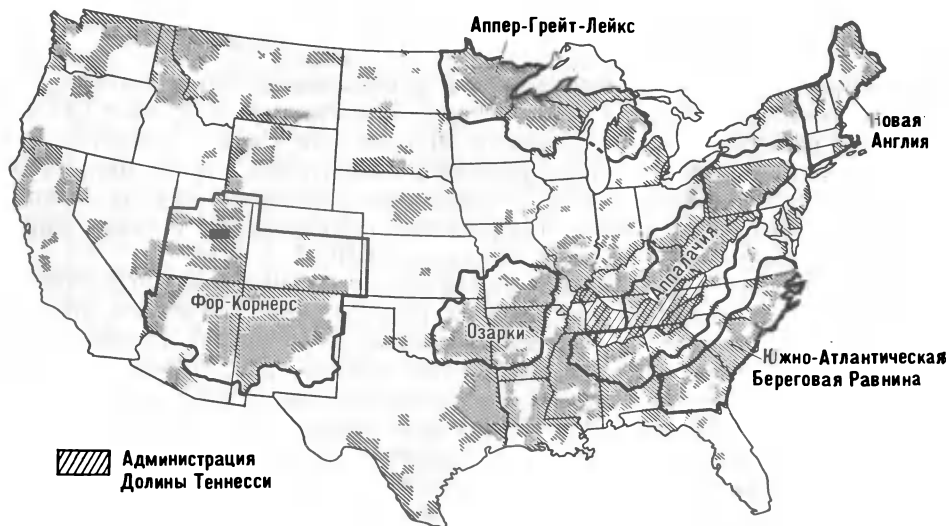 Аппер-Грейт-Лейкс
Новая
Англия
Аппалачия
Фор-Корнерс
Озарки
Южно-Атлантическая
Береговая Равнина
Администрация
Долины Теннесси